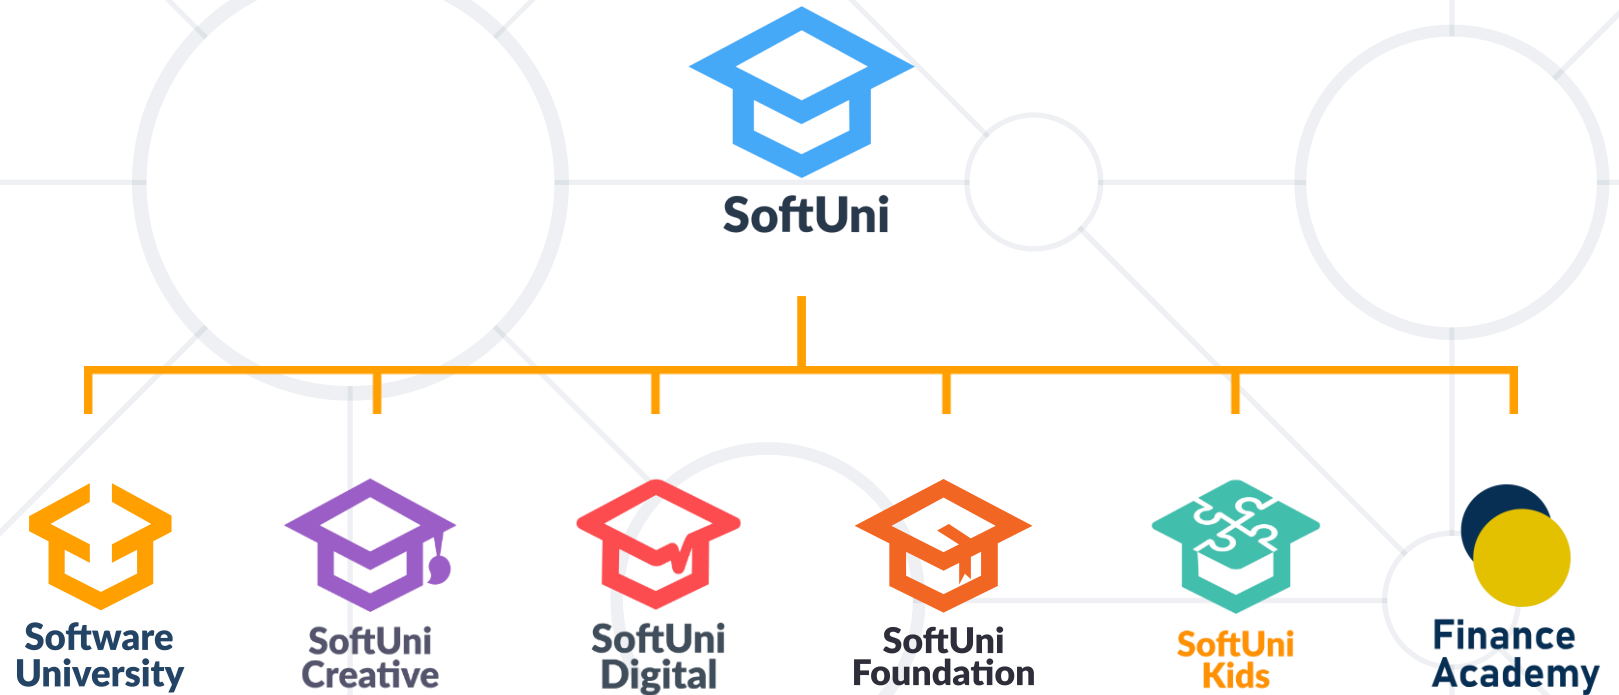 SoftUni
Software
University
SoftUni
Creative
SoftUni
Digital
SoftUni
Foundation
SoftUni
Kids
Finance
Academy